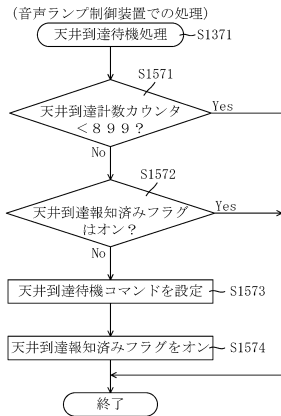 (音声ランプ制御装置での処理)
天井到達待機処理
S1371
S1571
天井到達計数カウンタ
<899?
Yes
No
S1572
天井到達報知済みフラグ
はオン?
Yes
No
天井到達待機コマンドを設定
S1573
天井到達報知済みフラグをオン
S1574
終了